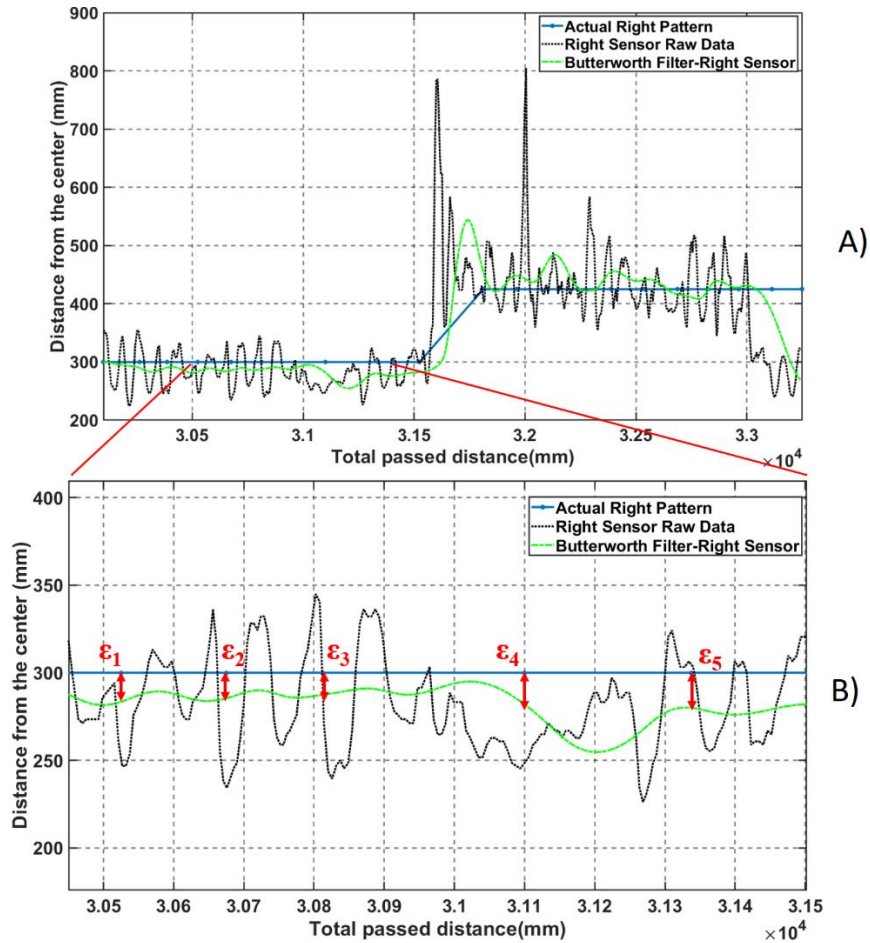 900
800
700
600
500
400
300
200
Distance from the center (mm)
Actual Right Pattern
Right Sensor Raw Data
Butterworth Filter-Right Sensor
A)
3.05 3.1 3.15 3.2 3.25 3.3
Total passed distance(mm)
×10⁴
400
350
300
250
200
Distance from the center (mm)
Actual Right Pattern
Right Sensor Raw Data
Butterworth Filter-Right Sensor
ε₁ ε₂ ε₃ ε₄ ε₅
B)
3.05 3.06 3.07 3.08 3.09 3.1 3.11 3.12 3.13 3.14 3.15
Total passed distance(mm)
×10⁴